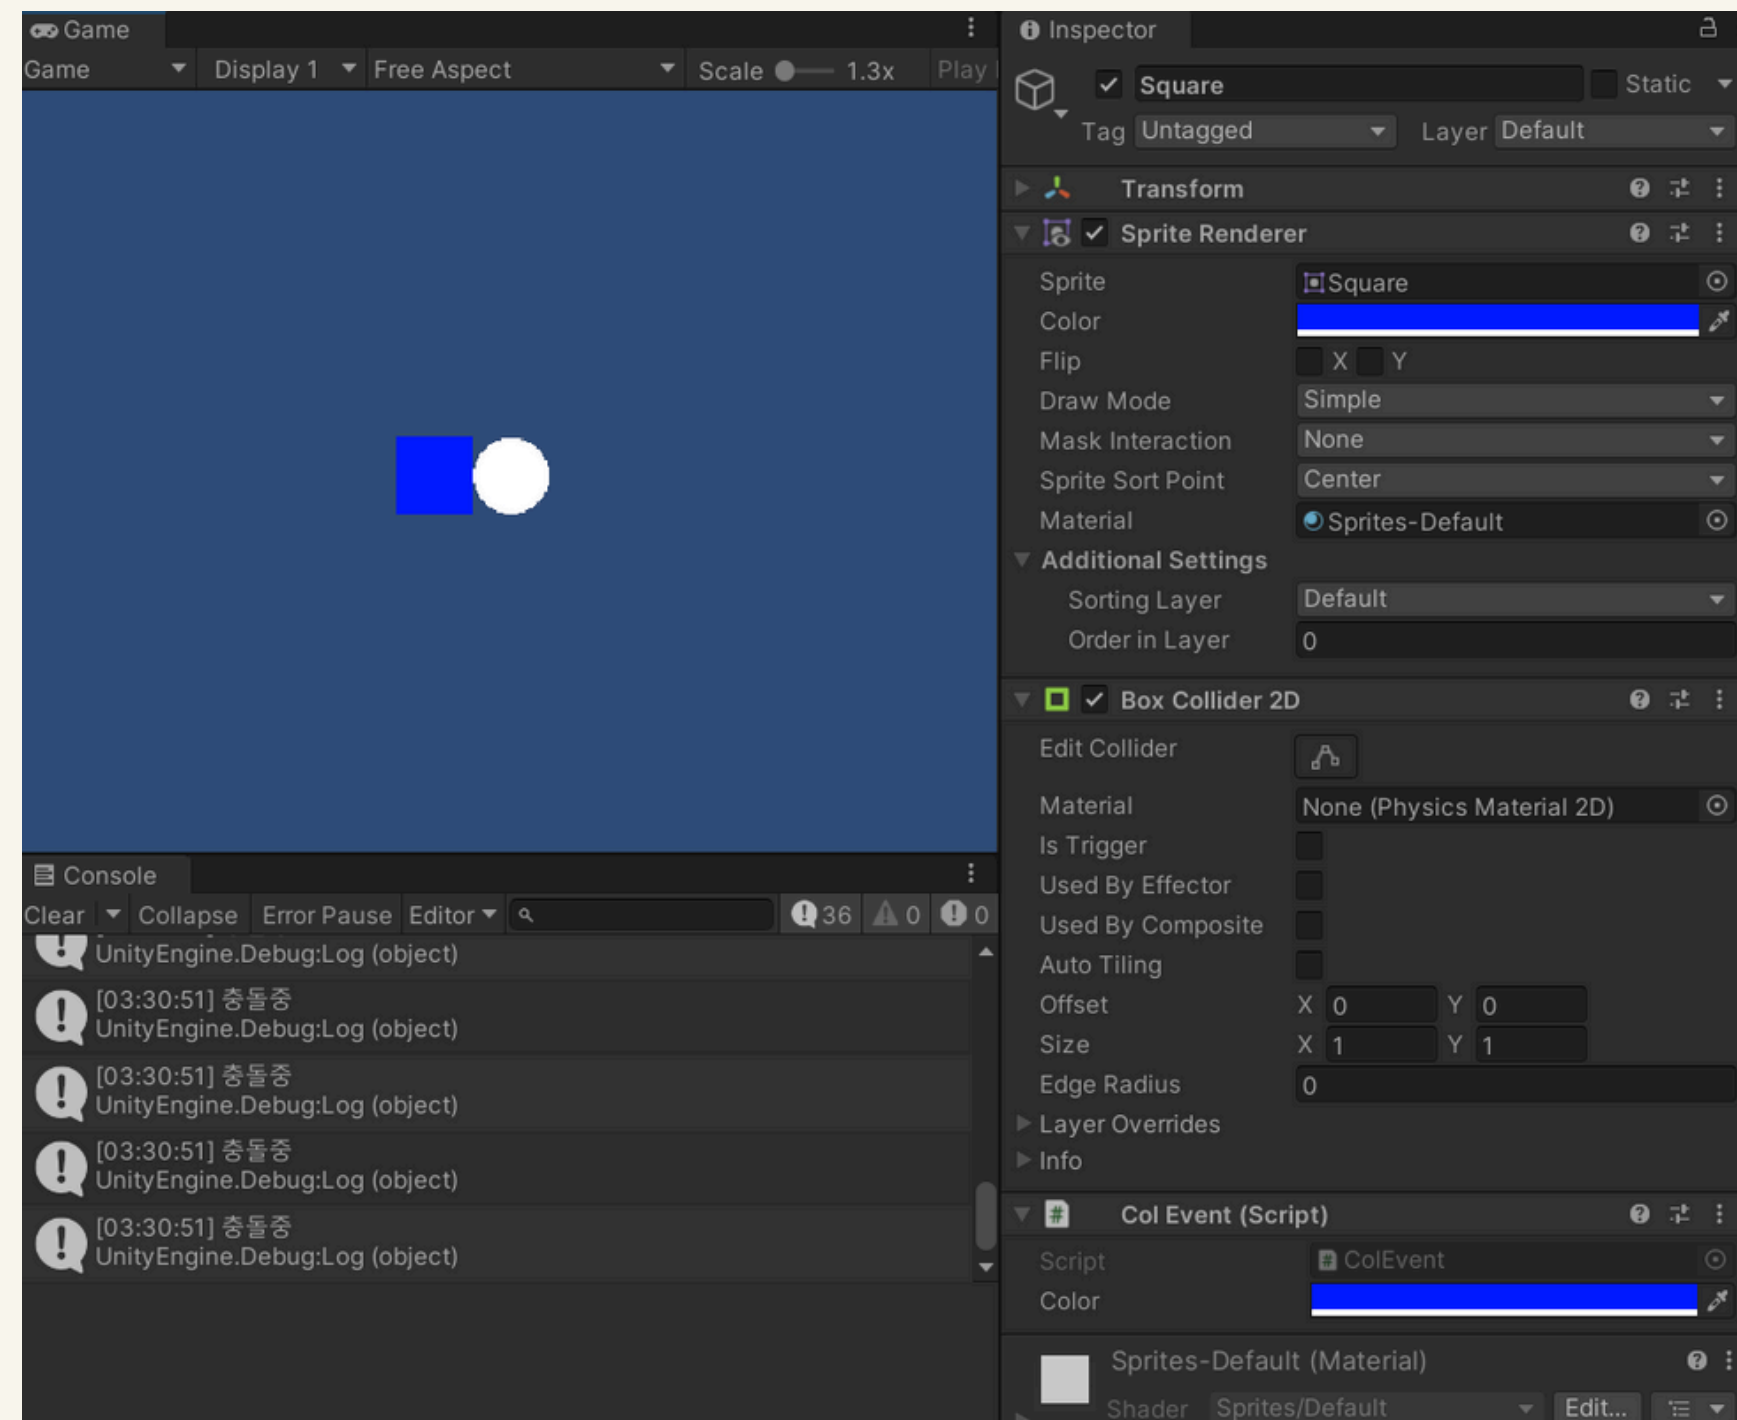 Game
Game Display 1 Free Aspect Scale 1.3x Play
Console
Clear Collapse Error Pause Editor 36 0 0
UnityEngine.Debug:Log (object)
[03:30:51] 충돌중
UnityEngine.Debug:Log (object)
[03:30:51] 충돌중
UnityEngine.Debug:Log (object)
[03:30:51] 충돌중
UnityEngine.Debug:Log (object)
[03:30:51] 충돌중
UnityEngine.Debug:Log (object)
Inspector
Square Static
Tag Untagged Layer Default
Transform
Sprite Renderer
Sprite Square
Color
Flip X Y
Draw Mode Simple
Mask Interaction None
Sprite Sort Point Center
Material Sprites-Default
Additional Settings
Sorting Layer Default
Order in Layer 0
Box Collider 2D
Edit Collider
Material None (Physics Material 2D)
Is Trigger
Used By Effector
Used By Composite
Auto Tiling
Offset X 0 Y 0
Size X 1 Y 1
Edge Radius 0
Layer Overrides
Info
# Col Event (Script)
Script # ColEvent
Color
Sprites-Default (Material)
Shader Sprites/Default Edit...